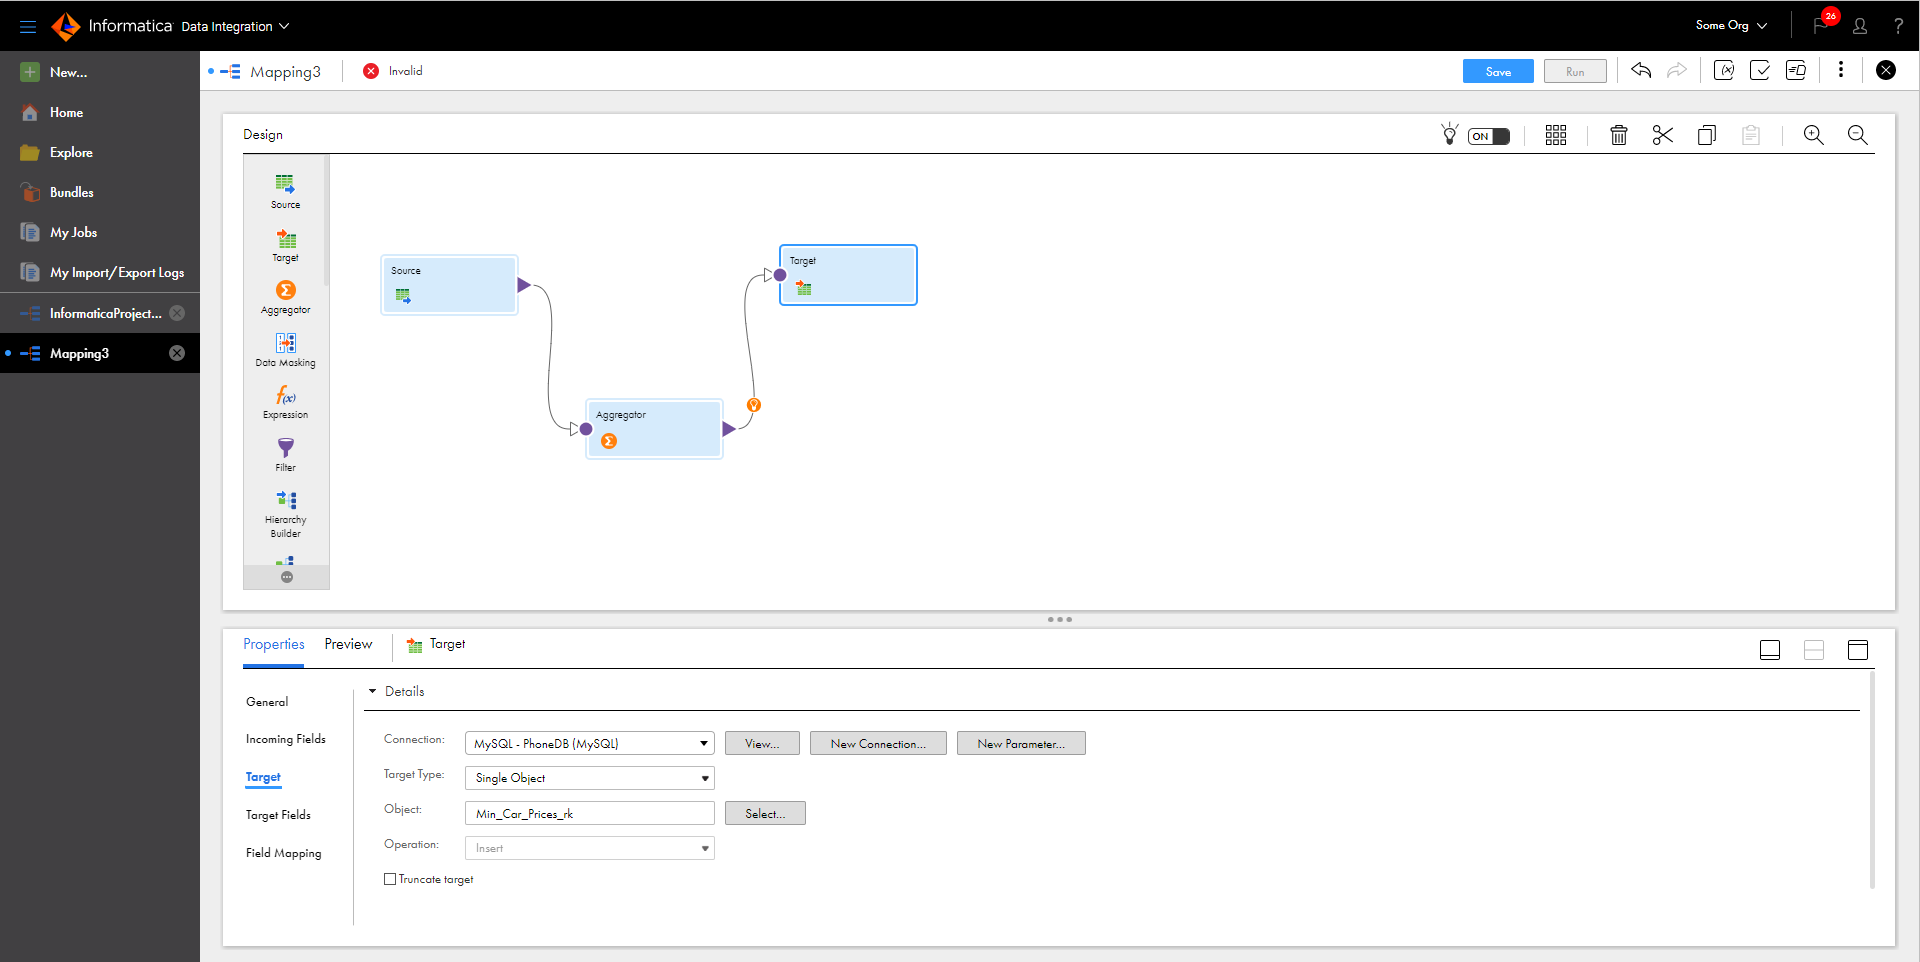 Informatica Data Integration
Some Org
26
?
New...
Home
Explore
Bundles
My Jobs
My Import/Export Logs
InformaticaProject...
Mapping3
Mapping3
Invalid
Save
Run
Design
ON
Source
Target
Aggregator
Data Masking
Expression
Filter
Hierarchy
Builder
Source
Aggregator
Target
Properties
Preview
Target
General
Incoming Fields
Target
Target Fields
Field Mapping
Details
Connection:
MySQL - PhoneDB (MySQL)
View...
New Connection...
New Parameter...
Target Type:
Single Object
Object:
Min_Car_Prices_rk
Select...
Operation:
Insert
Truncate target